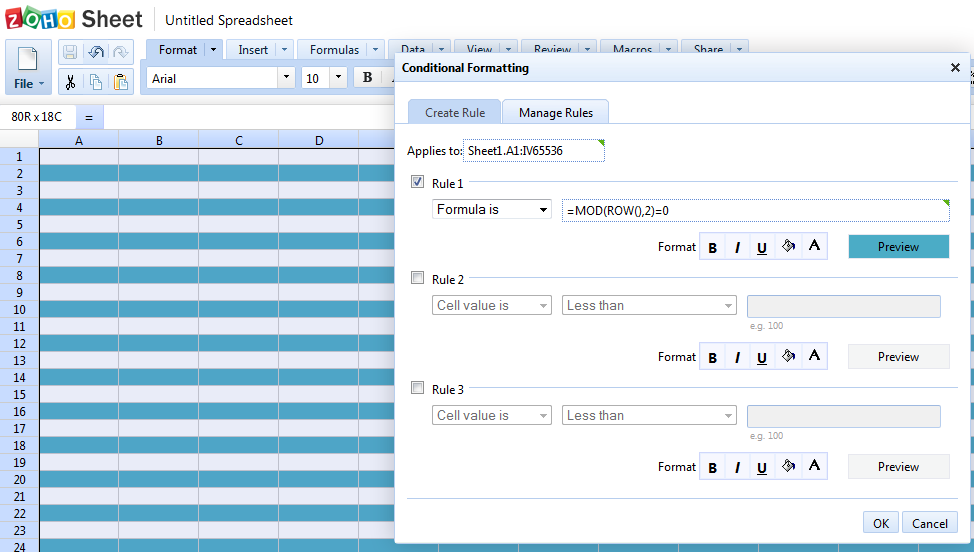 ZOHO Sheet Untitled Spreadsheet
Format Insert Formulas Data View Review Macros Share
File
Arial 10 B
80R x 18C =
A B C D
1
2
3
4
5
6
7
8
9
10
11
12
13
14
15
16
17
18
19
20
21
22
23
24
Conditional Formatting
Create Rule Manage Rules
Applies to: Sheet1.A1:IV65536
Rule 1
Formula is =MOD(ROW(),2)=0
Format B I U A Preview
Rule 2
Cell value is Less than
e.g. 100
Format B I U A Preview
Rule 3
Cell value is Less than
e.g. 100
Format B I U A Preview
OK Cancel